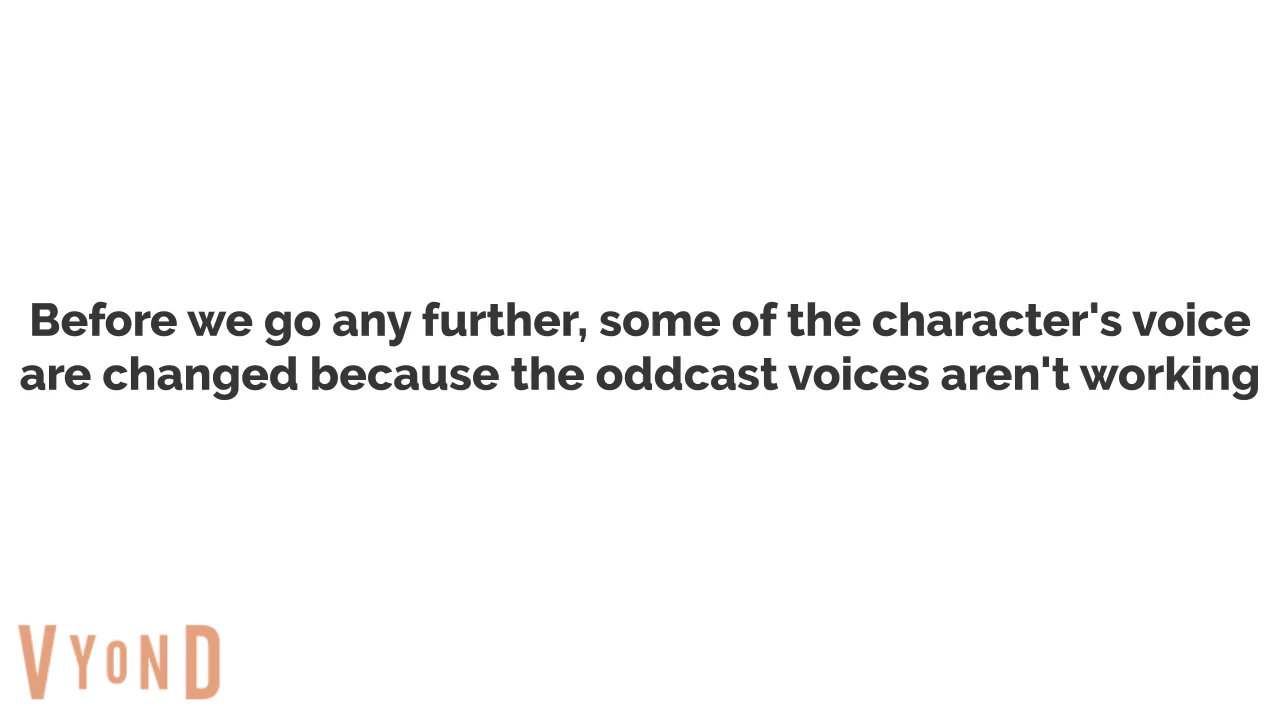 Before we go any further, some of the character's voice
are changed because the oddcast voices aren't working
VYOND